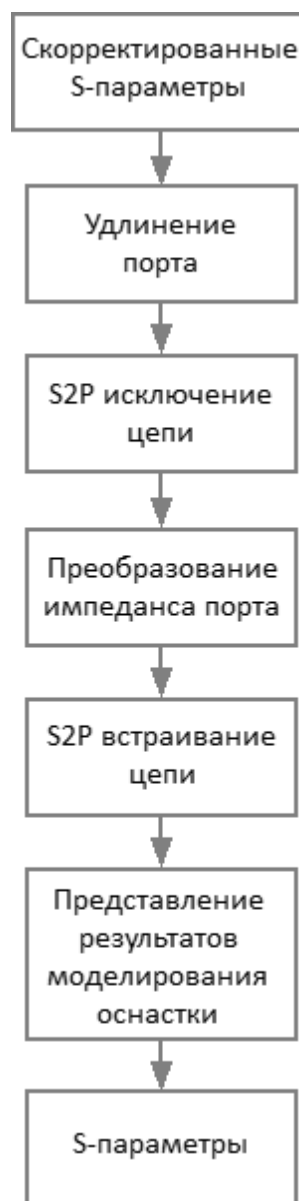 Скорректированные
S-параметры
Удлинение
порта
S2P исключение
цепи
Преобразование
импеданса порта
S2P встраивание
цепи
Представление
результатов
моделирования
оснастки
S-параметры